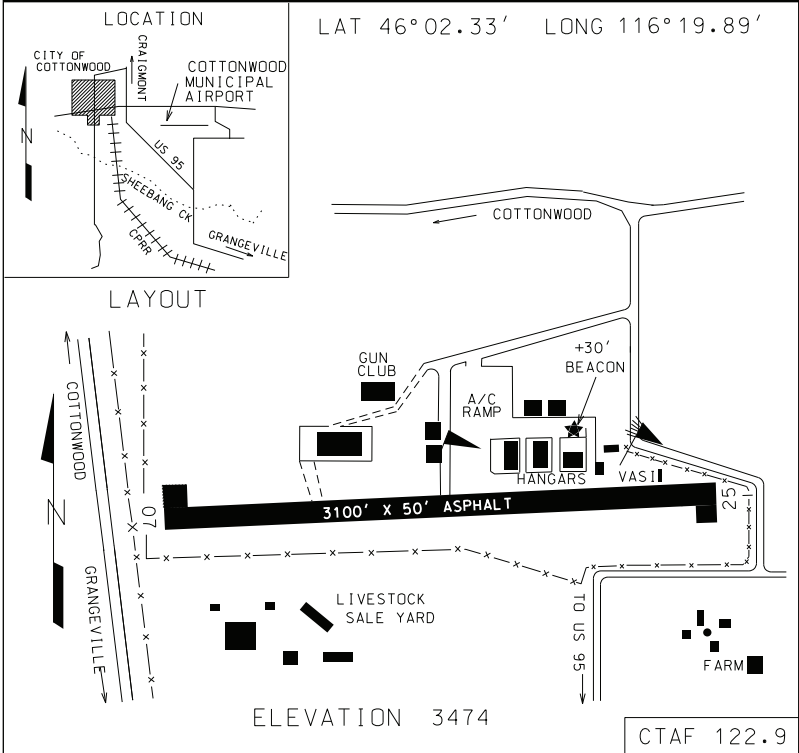 LOCATION
CITY OF
COTTONWOOD
CRAIGMONT
COTTONWOOD
MUNICIPAL
AIRPORT
N
US 95
SHEEBANG CK
CPRR
GRANGEVILLE
LAT 46°02.33' LONG 116°19.89'
COTTONWOOD
LAYOUT
COTTONWOOD
N
GRANGEVILLE
GUN
CLUB
A/C
RAMP
+30'
BEACON
HANGARS
VASI
07
3100' X 50' ASPHALT
25
LIVESTOCK
SALE YARD
TO US 95
FARM
ELEVATION 3474
CTAF 122.9